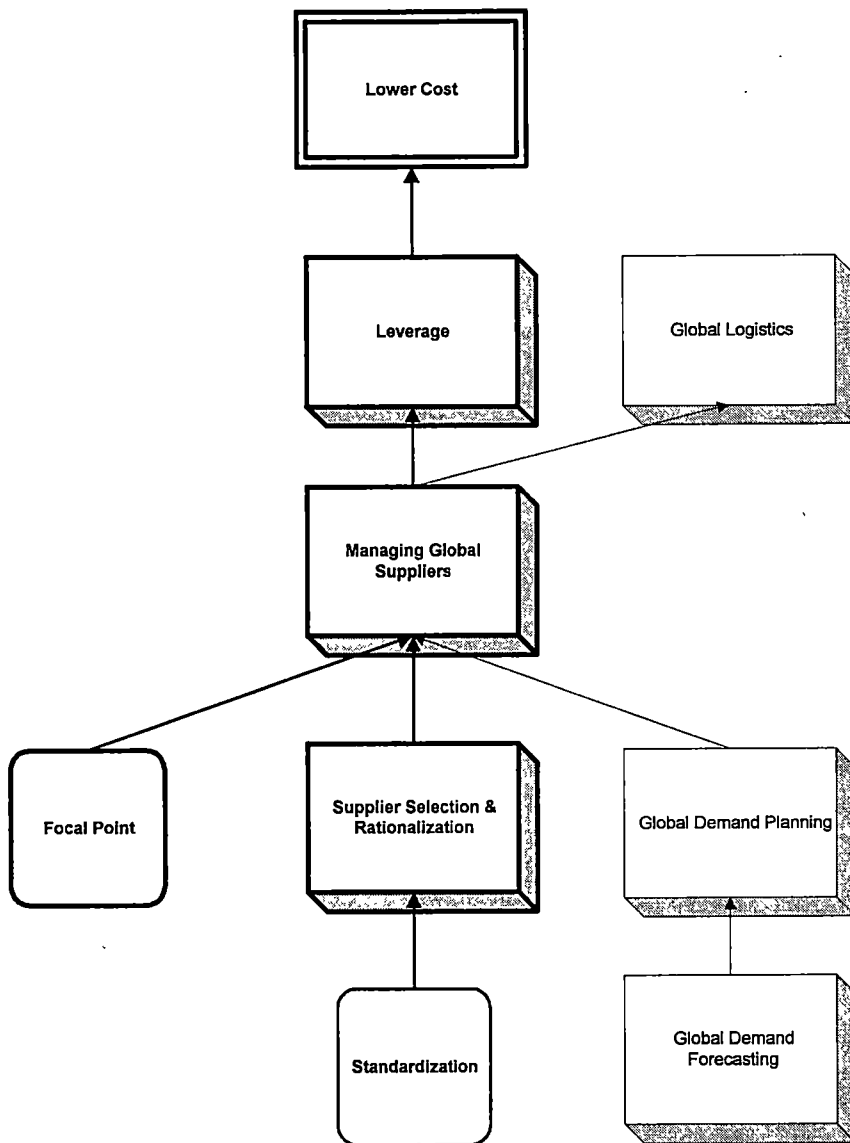 Lower Cost
Leverage
Global Logistics
Managing Global
Suppliers
Focal Point
Supplier Selection &
Rationalization
Global Demand Planning
Standardization
Global Demand
Forecasting